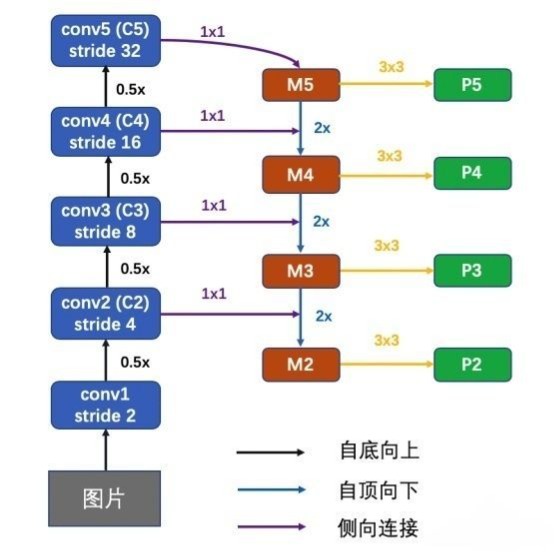 conv5 (C5)
stride 32
1x1
M5
3x3
P5
0.5x
2x
conv4 (C4)
stride 16
1x1
M4
3x3
P4
0.5x
2x
conv3 (C3)
stride 8
1x1
M3
3x3
P3
0.5x
2x
conv2 (C2)
stride 4
1x1
M2
3x3
P2
0.5x
conv1
stride 2
图片
自底向上
自顶向下
侧向连接